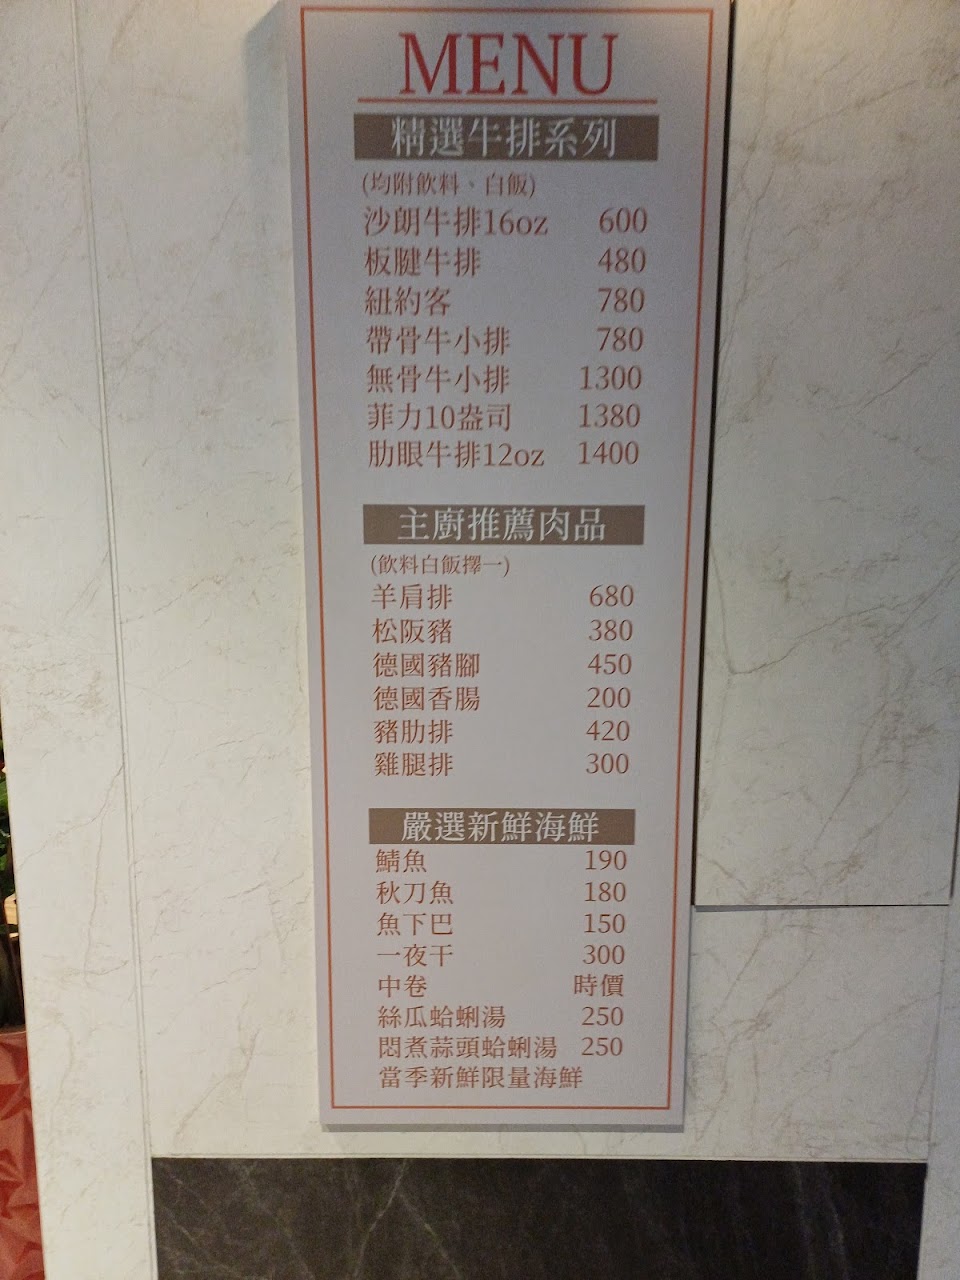 MENU
精選牛排系列
(均附飲料、白飯)
沙朗牛排16oz 600
板腱牛排 480
紐約客 780
帶骨牛小排 780
無骨牛小排 1300
菲力10盎司 1380
肋眼牛排12oz 1400
主廚推薦肉品
(飲料白飯擇一)
羊肩排 680
松阪豬 380
德國豬腳 450
德國香腸 200
豬肋排 420
雞腿排 300
嚴選新鮮海鮮
鯖魚 190
秋刀魚 180
魚下巴 150
一夜干 300
中卷 時價
絲瓜蛤蜊湯 250
悶煮蒜頭蛤蜊湯 250
當季新鮮限量海鮮